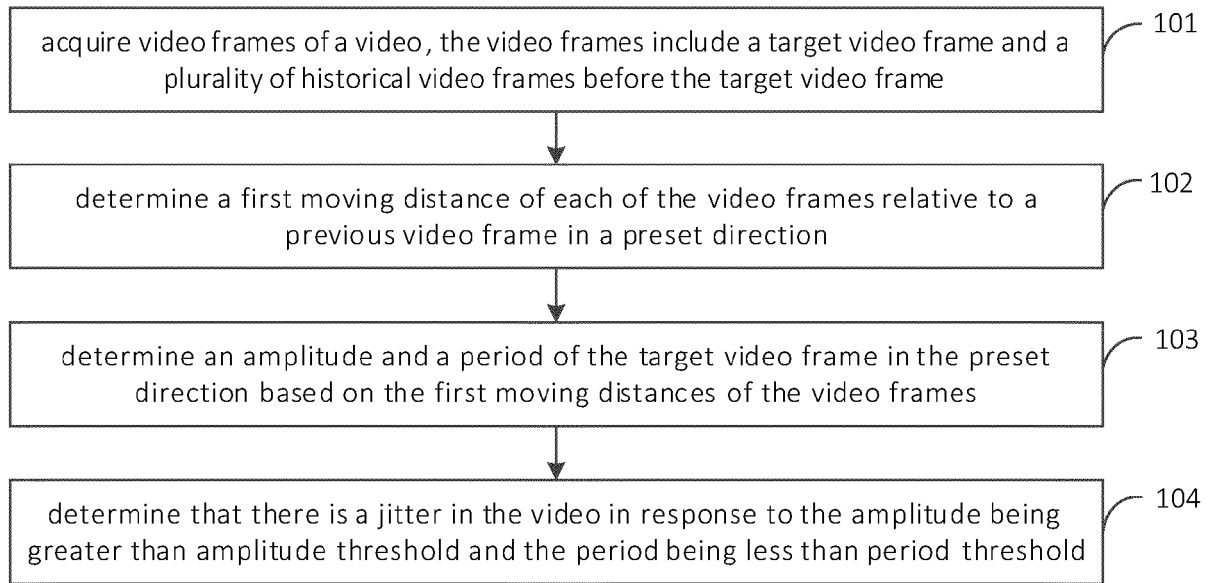 acquire video frames of a video, the video frames include a target video frame and a
plurality of historical video frames before the target video frame
101
determine a first moving distance of each of the video frames relative to a
previous video frame in a preset direction
102
determine an amplitude and a period of the target video frame in the preset
direction based on the first moving distances of the video frames
103
determine that there is a jitter in the video in response to the amplitude being
greater than amplitude threshold and the period being less than period threshold
104